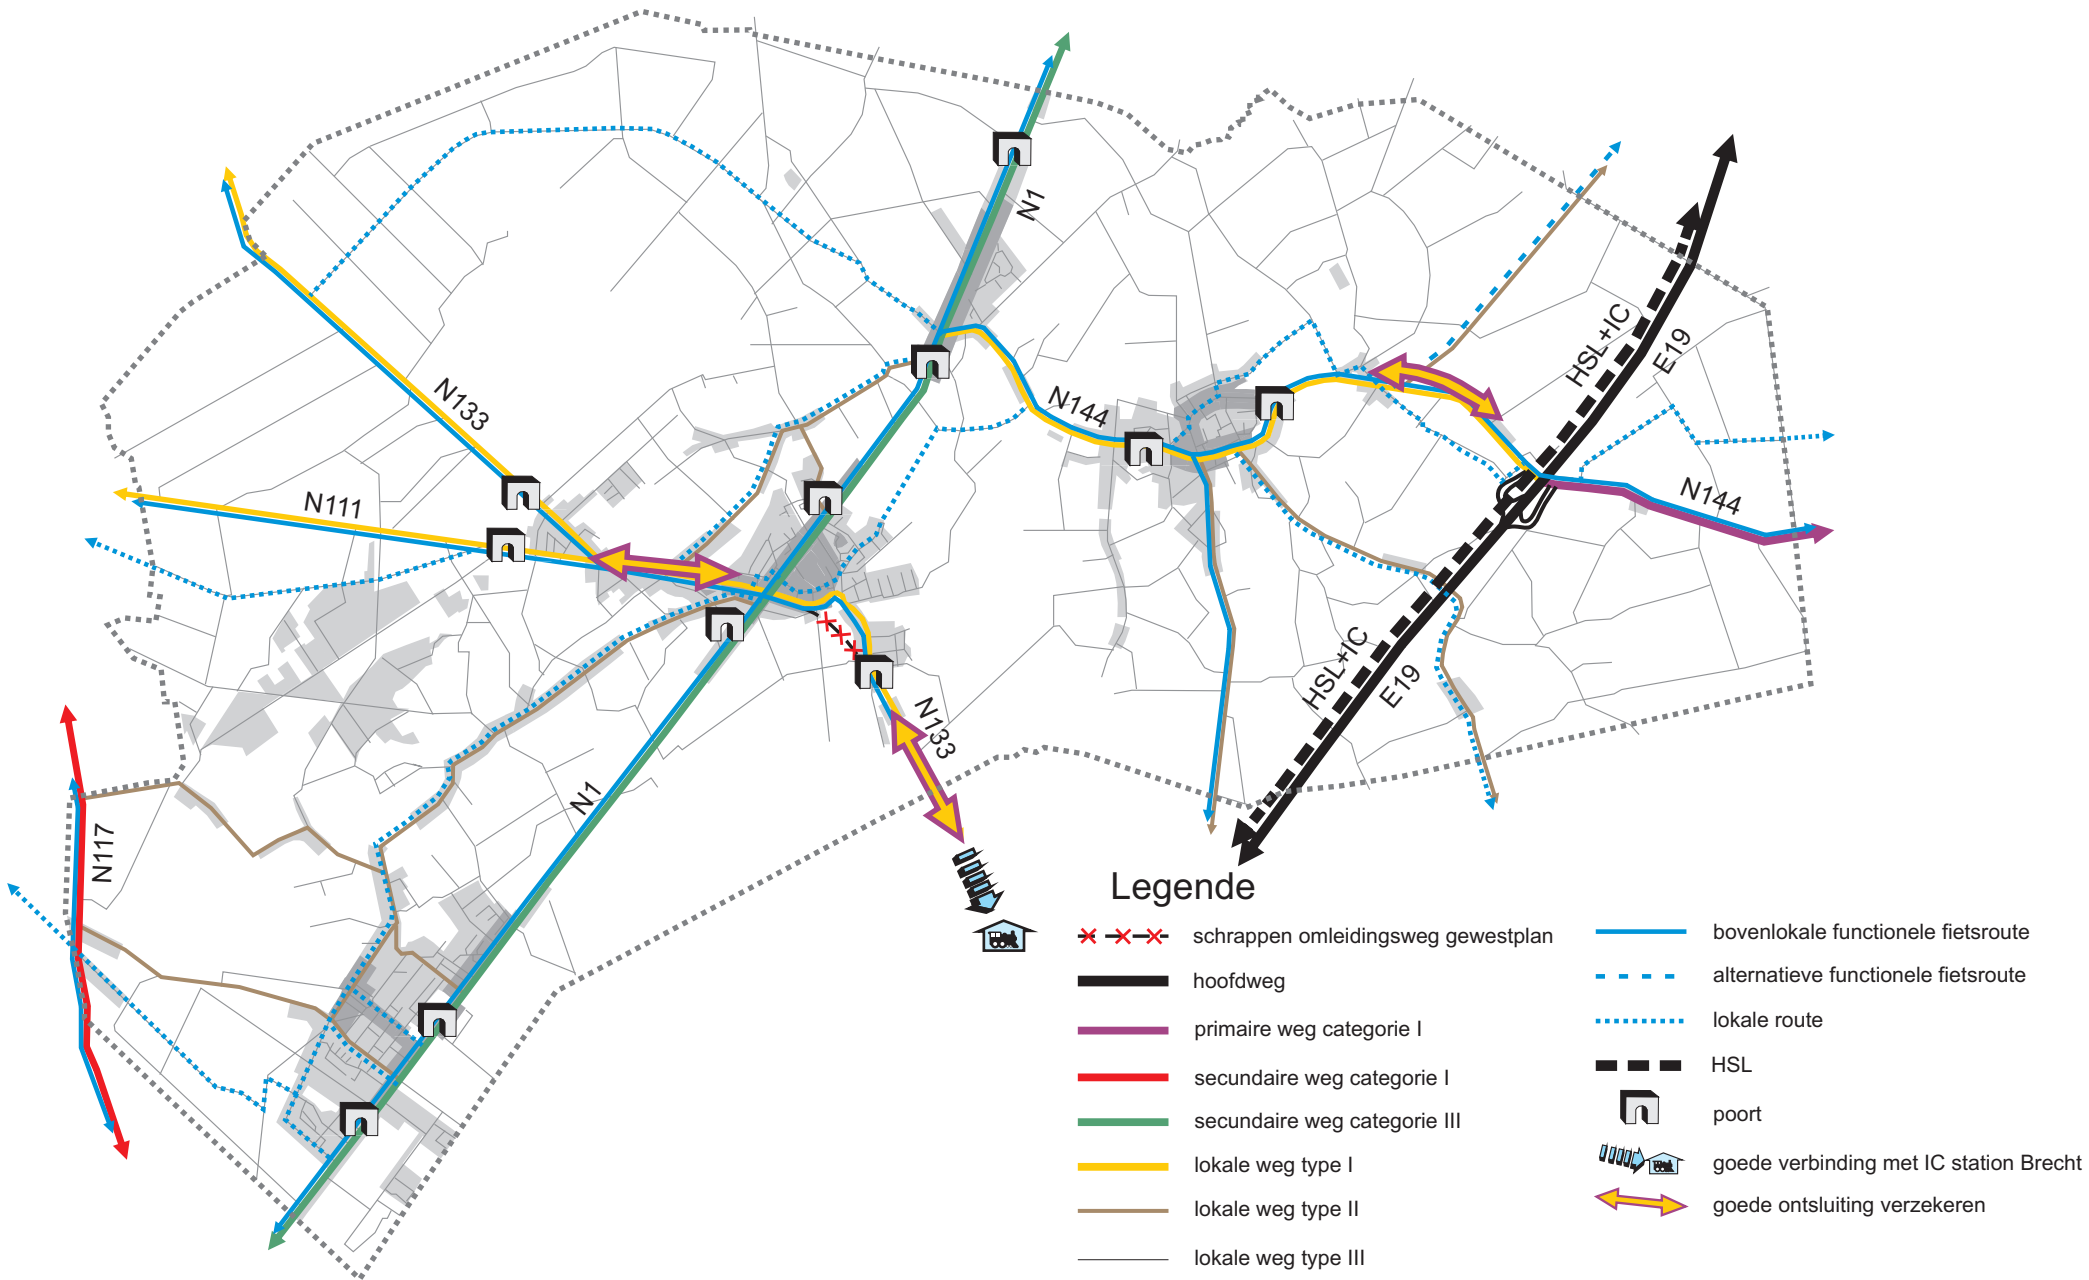 N1
HSL+IC
E19
N133
N144
N111
N144
HSL+IC
E19
N133
N1
N117
Legende
schrappen omleidingsweg gewestplan
hoofdweg
primaire weg categorie I
secundaire weg categorie I
secundaire weg categorie III
lokale weg type I
lokale weg type II
lokale weg type III
bovenlokale functionele fietsroute
alternatieve functionele fietsroute
lokale route
HSL
poort
goede verbinding met IC station Brecht
goede ontsluiting verzekeren